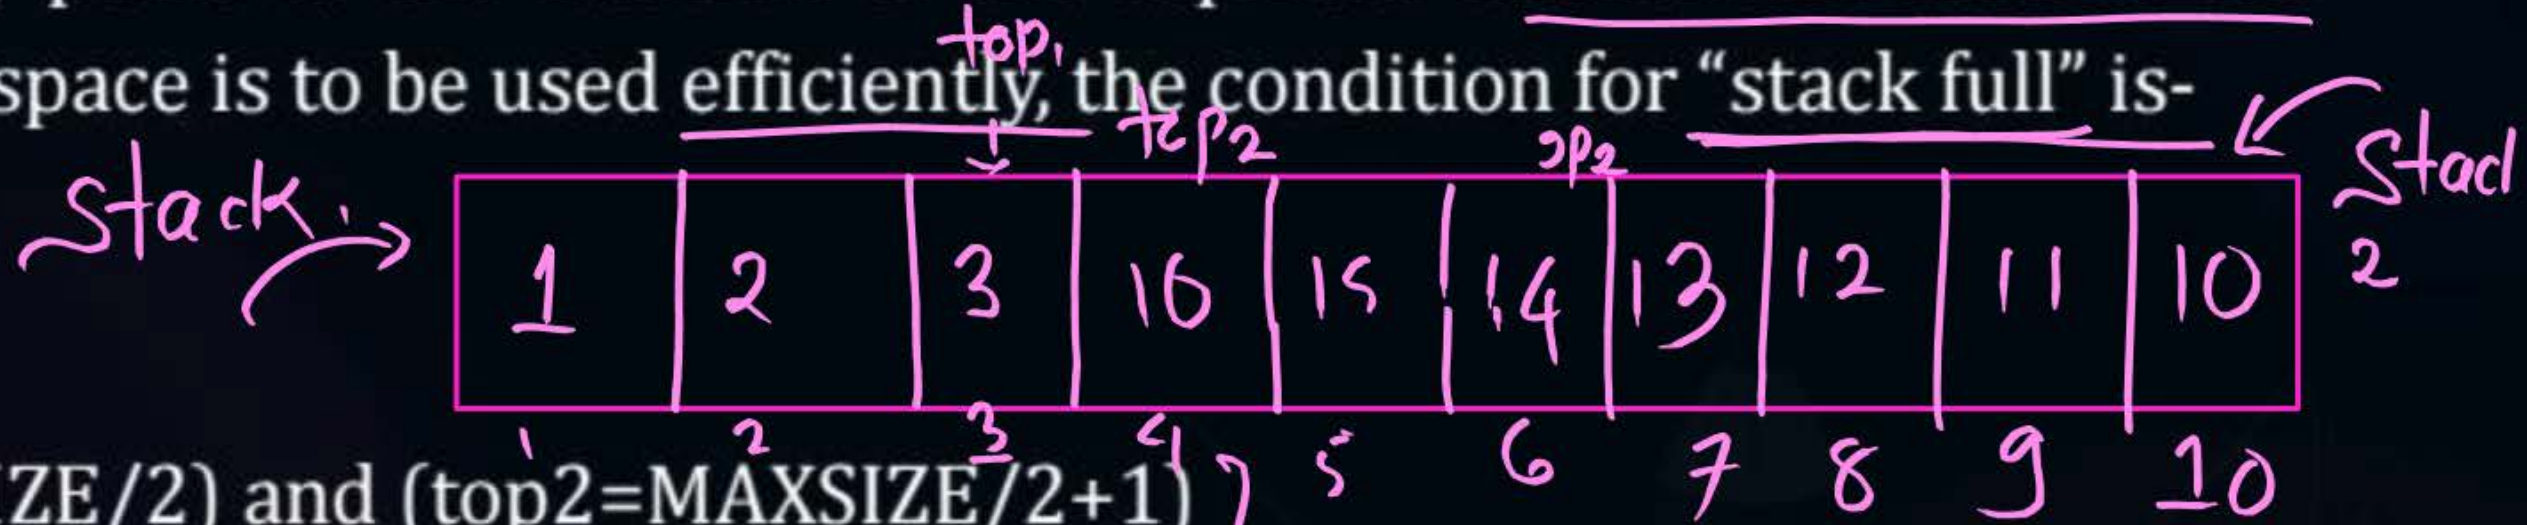 top1
space is to be used efficiently, the condition for “stack full” is-
top2
Stack 1
2
1 2 3 16 15 14 13 12 11 10
1 2 3 4 5 6 7 8 9 10
ZE/2) and (top2=MAXSIZE/2+1)